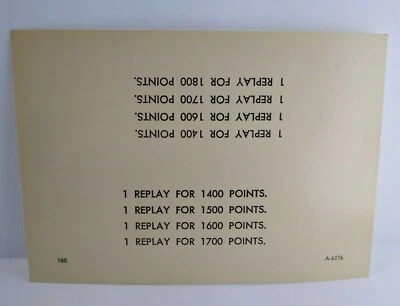 1 REPLAY FOR 1800 POINTS.
1 REPLAY FOR 1700 POINTS.
1 REPLAY FOR 1600 POINTS.
1 REPLAY FOR 1400 POINTS.
1 REPLAY FOR 1400 POINTS.
1 REPLAY FOR 1500 POINTS.
1 REPLAY FOR 1600 POINTS.
1 REPLAY FOR 1700 POINTS.
180
A-6176